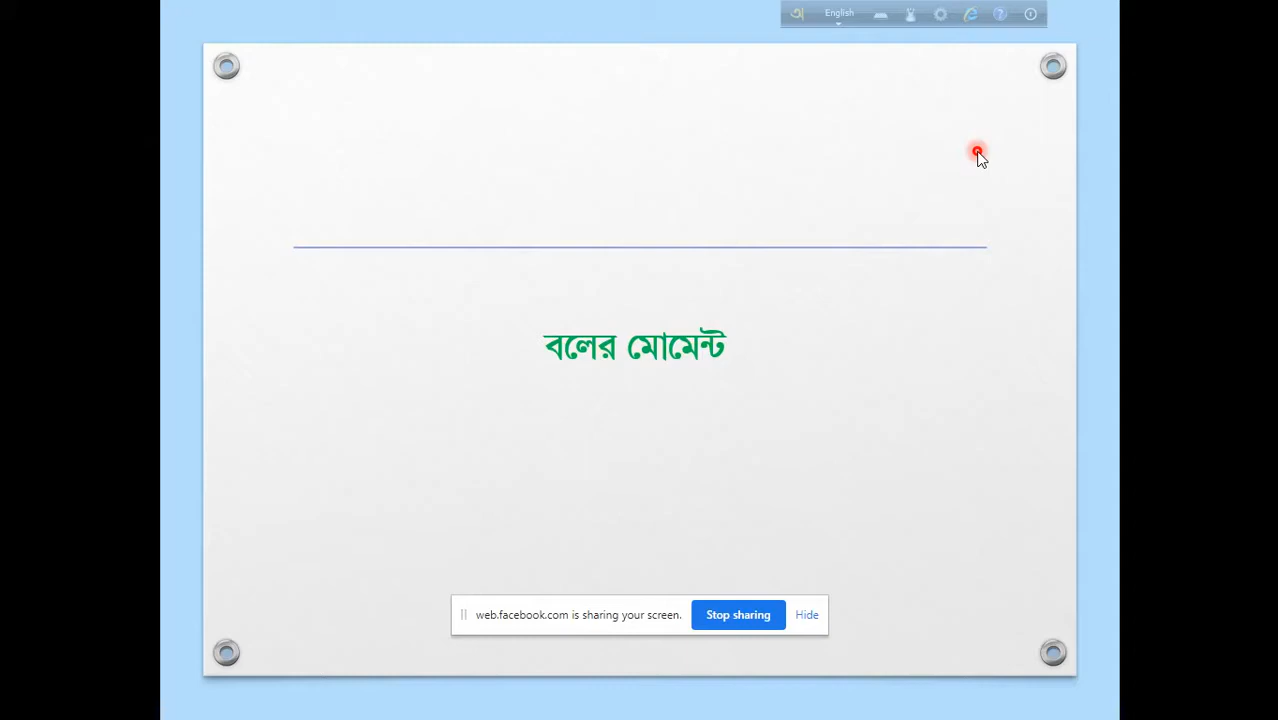 English
বলের মোমেন্ট
web.facebook.com is sharing your screen. Stop sharing Hide